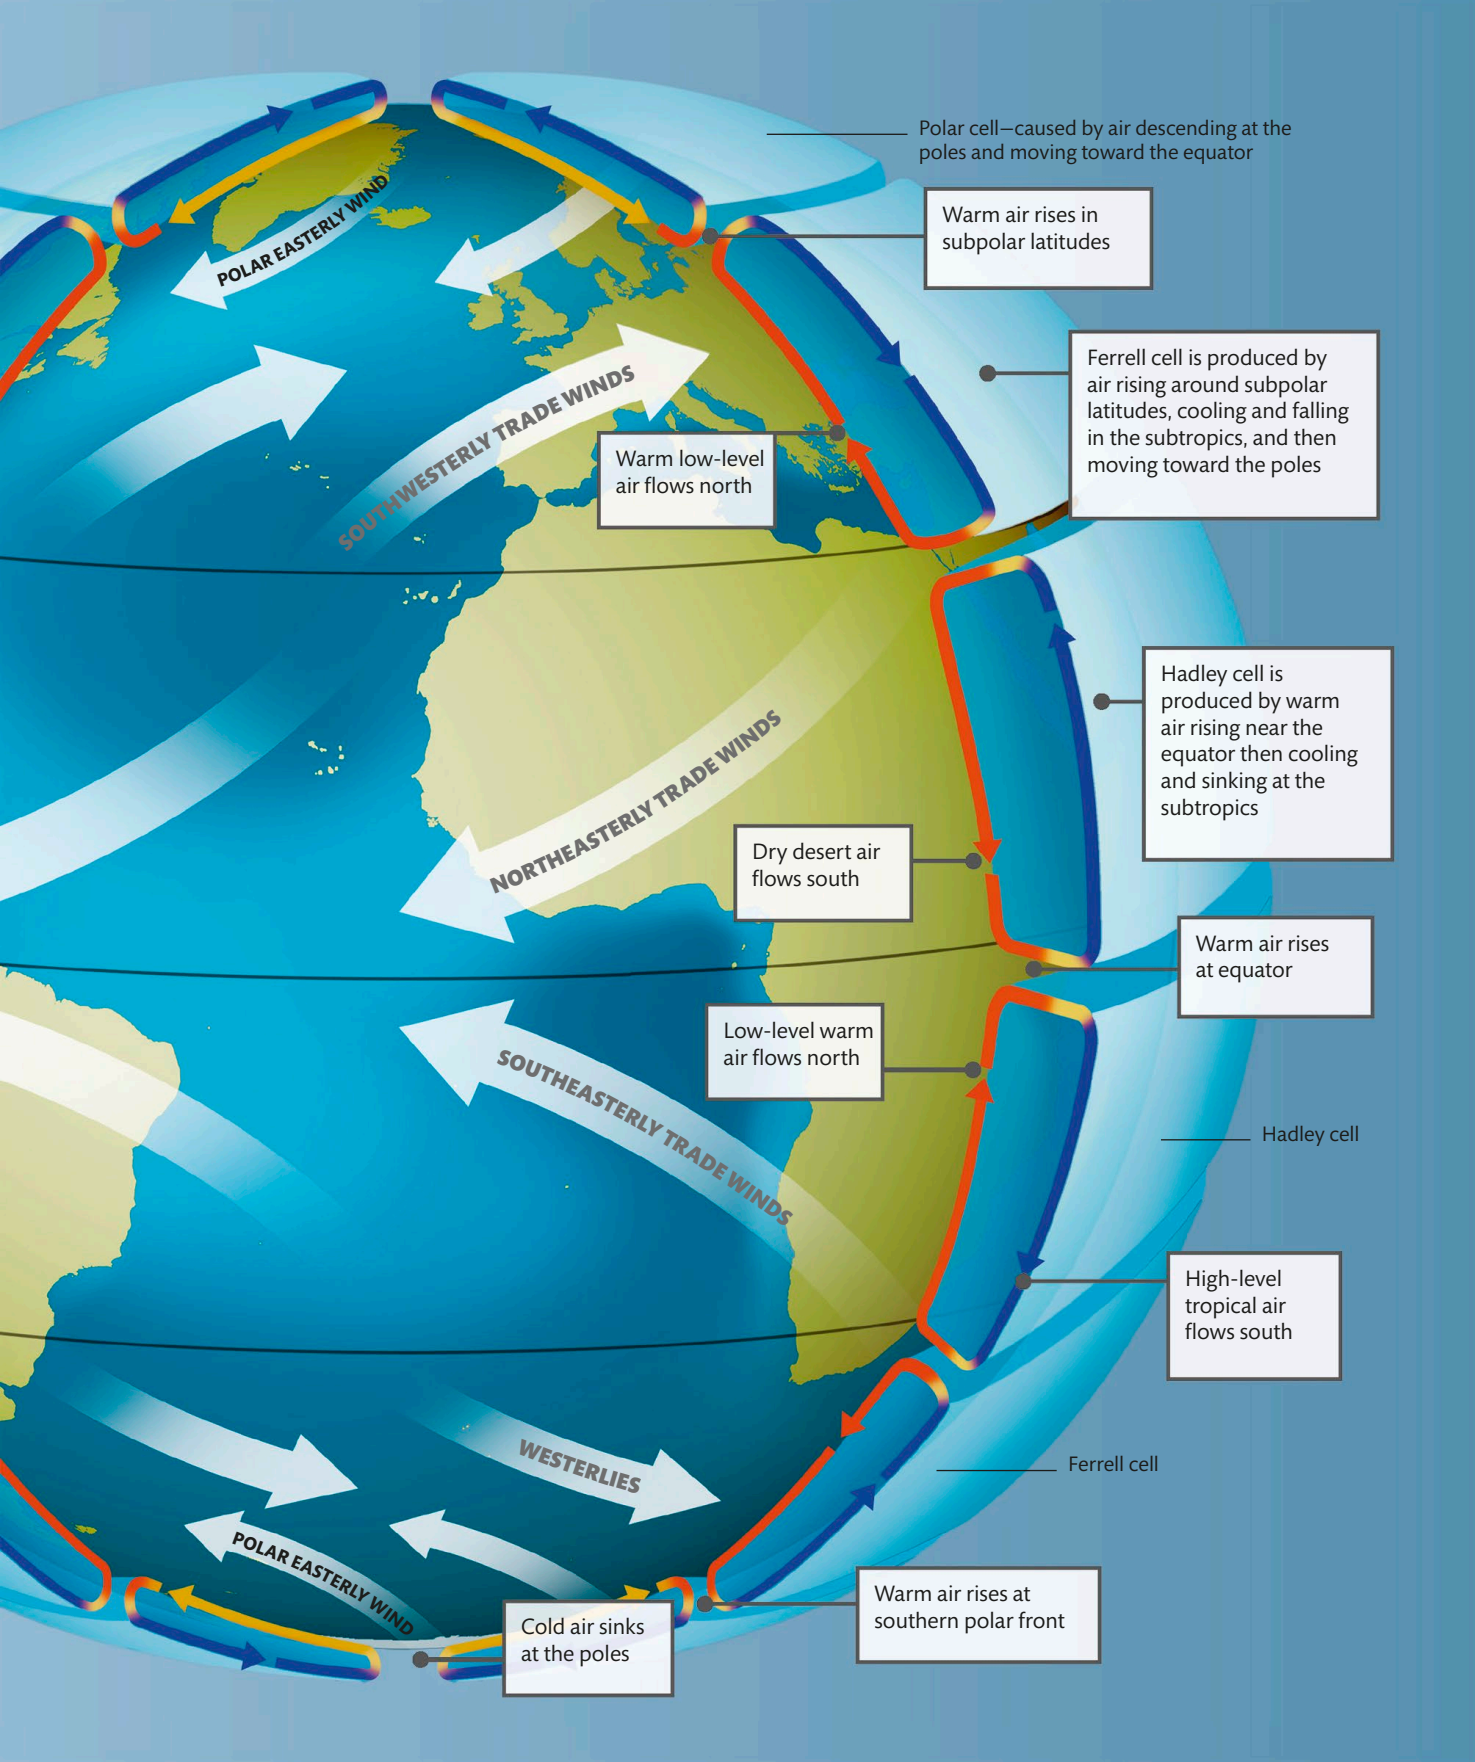 Polar cell–caused by air descending at the
poles and moving toward the equator
Warm air rises in
subpolar latitudes
POLAR EASTERLY WIND
Ferrell cell is produced by
air rising around subpolar
latitudes, cooling and falling
in the subtropics, and then
moving toward the poles
SOUTHWESTERLY TRADE WINDS
Warm low-level
air flows north
Hadley cell is
produced by warm
air rising near the
equator then cooling
and sinking at the
subtropics
NORTHEASTERLY TRADE WINDS
Dry desert air
flows south
Warm air rises
at equator
Low-level warm
air flows north
SOUTHEASTERLY TRADE WINDS
Hadley cell
High-level
tropical air
flows south
WESTERLIES
Ferrell cell
POLAR EASTERLY WIND
Warm air rises at
southern polar front
Cold air sinks
at the poles